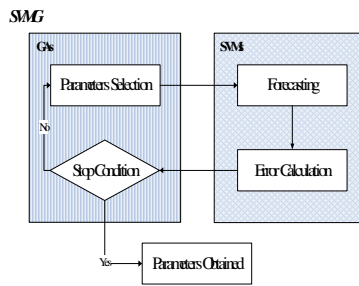 SVMG
GAs
SVMs
Parameters Selection
Forecasting
No
Stop Condition
Error Calculation
Yes
Parameters Obtained